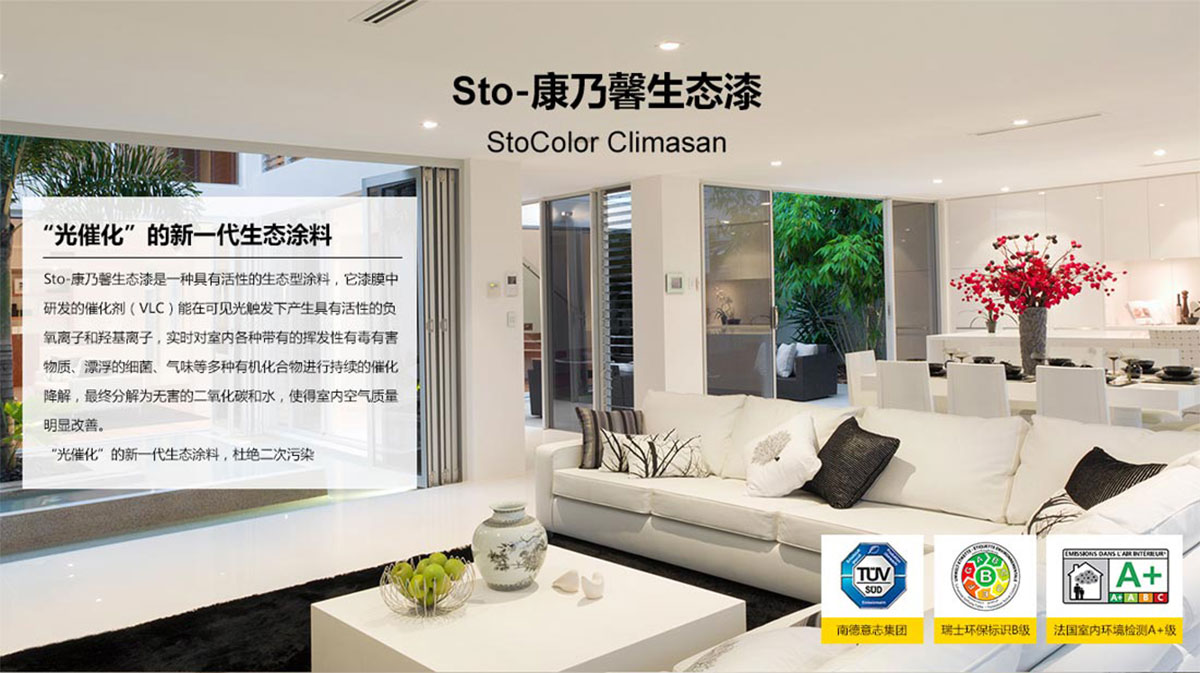 Sto-康乃馨生态漆
StoColor Climasan
“光催化”的新一代生态涂料
Sto-康乃馨生态漆是一种具有活性的生态型涂料，它漆膜中
研发的催化剂（VLC）能在可见光触发下产生具有活性的负
氧离子和羟基离子，实时对室内各种带有的挥发性有毒有害
物质、漂浮的细菌、气味等多种有机化合物进行持续的催化
降解，最终分解为无害的二氧化碳和水，使得室内空气质量
明显改善。
“光催化”的新一代生态涂料，杜绝二次污染
TÜV
SÜD
南德意志集团
B
瑞士环保标识B级
EMISSIONS DANS L'AIR INTÉRIEUR*
A+
A+ A B C
法国室内环境检测A+级